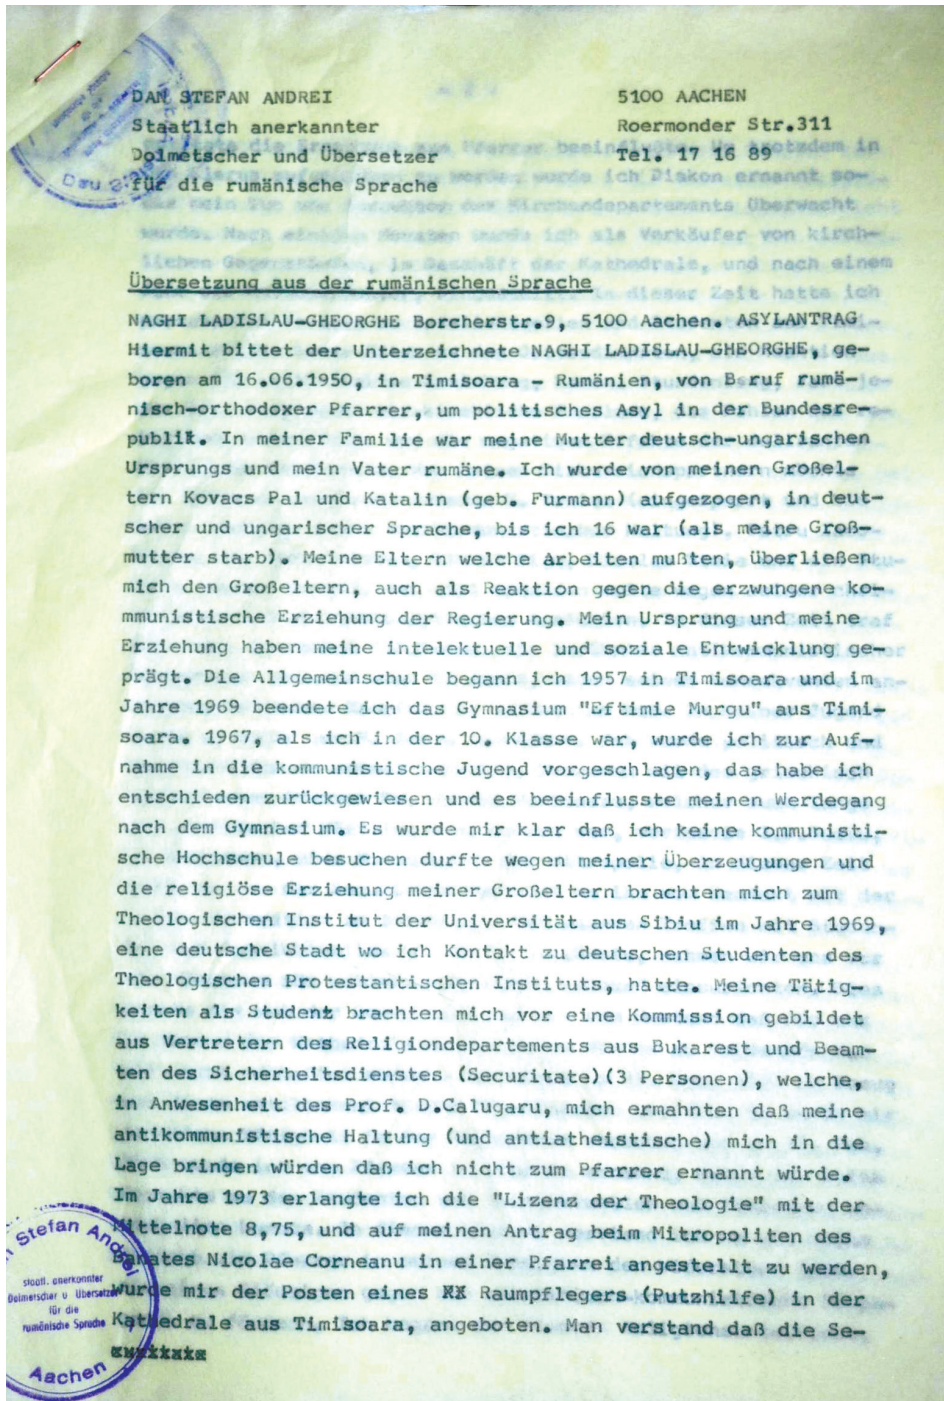 DAN STEFAN ANDREI 5100 AACHEN
Staatlich anerkannter Roermonder Str.311
Dolmetscher und Übersetzer Tel. 17 16 89
für die rumänische Sprache
Übersetzung aus der rumänischen Sprache
NAGHI LADISLAU-GHEORGHE Borcherstr.9, 5100 Aachen. ASYLANTRAG
Hiermit bittet der Unterzeichnete NAGHI LADISLAU-GHEORGHE, ge-
boren am 16.06.1950, in Timisoara - Rumänien, von Beruf rumä-
nisch-orthodoxer Pfarrer, um politisches Asyl in der Bundesre-
publik. In meiner Familie war meine Mutter deutsch-ungarischen
Ursprungs und mein Vater rumäne. Ich wurde von meinen Großel-
tern Kovacs Pal und Katalin (geb. Furmann) aufgezogen, in deut-
scher und ungarischer Sprache, bis ich 16 war (als meine Groß-
mutter starb). Meine Eltern welche Arbeiten mußten, überließen
mich den Großeltern, auch als Reaktion gegen die erzwungene ko-
mmunistische Erziehung der Regierung. Mein Ursprung und meine
Erziehung haben meine intelektuelle und soziale Entwicklung ge-
prägt. Die Allgemeinschule begann ich 1957 in Timisoara und im
Jahre 1969 beendete ich das Gymnasium "Eftimie Murgu" aus Timi-
soara. 1967, als ich in der 10. Klasse war, wurde ich zur Auf-
nahme in die kommunistische Jugend vorgeschlagen, das habe ich
entschieden zurückgewiesen und es beeinflusste meinen Werdegang
nach dem Gymnasium. Es wurde mir klar daß ich keine kommunisti-
sche Hochschule besuchen durfte wegen meiner Überzeugungen und
die religiöse Erziehung meiner Großeltern brachten mich zum
Theologischen Institut der Universität aus Sibiu im Jahre 1969,
eine deutsche Stadt wo ich Kontakt zu deutschen Studenten des
Theologischen Protestantischen Instituts, hatte. Meine Tätig-
keiten als Student brachten mich vor eine Kommission gebildet
aus Vertretern des Religiondepartements aus Bukarest und Beam-
ten des Sicherheitsdienstes (Securitate)(3 Personen), welche,
in Anwesenheit des Prof. D.Calugaru, mich ermahnten daß meine
antikommunistische Haltung (und antiatheistische) mich in die
Lage bringen würden daß ich nicht zum Pfarrer ernannt würde.
Im Jahre 1973 erlangte ich die "Lizenz der Theologie" mit der
Mittelnote 8,75, und auf meinen Antrag beim Mitropoliten des
Banates Nicolae Corneanu in einer Pfarrei angestellt zu werden,
wurde mir der Posten eines XX Raumpflegers (Putzhilfe) in der
Kathedrale aus Timisoara, angeboten. Man verstand daß die Se-
Stefan Andrei
staatl. anerkannter
Dolmetscher u. Übersetzer
für die
rumänische Sprache
Aachen